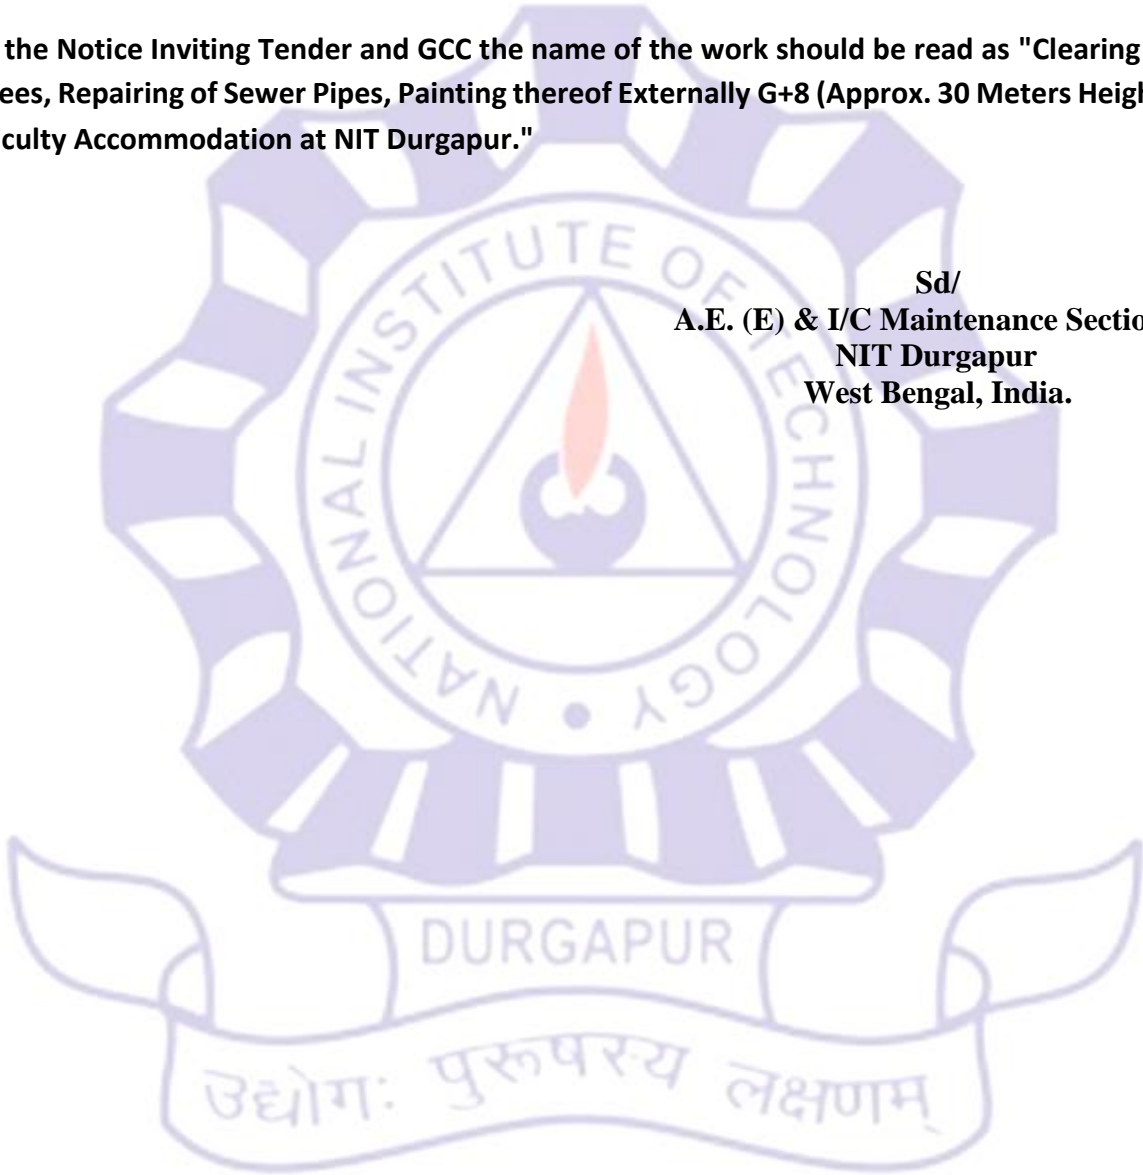 the Notice Inviting Tender and GCC the name of the work should be read as "Clearing
ees, Repairing of Sewer Pipes, Painting thereof Externally G+8 (Approx. 30 Meters Heigh
culty Accommodation at NIT Durgapur."
Sd/
A.E. (E) & I/C Maintenance Sectio
NIT Durgapur
West Bengal, India.
NATIONAL INSTITUTE OF TECHNOLOGY
DURGAPUR
उद्योगः पुरूषस्य लक्षणम्